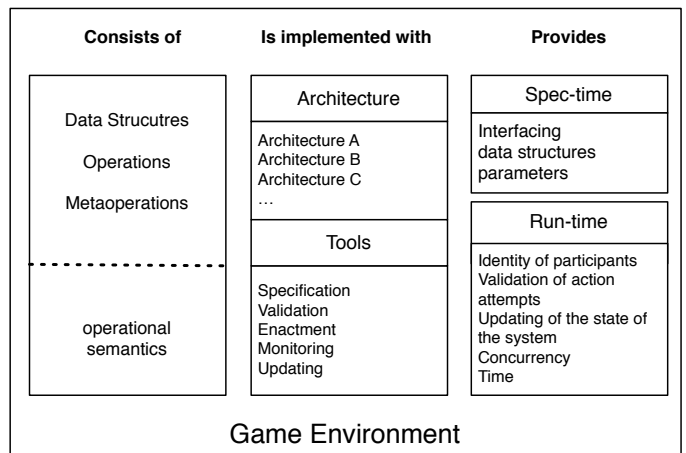 Consists of
Is implemented with
Provides
Data Strucutres
Operations
Metaoperations
operational
semantics
Architecture
Architecture A
Architecture B
Architecture C
...
Tools
Specification
Validation
Enactment
Monitoring
Updating
Spec-time
Interfacing
data structures
parameters
Run-time
Identity of participants
Validation of action
attempts
Updating of the state of
the system
Concurrency
Time
Game Environment